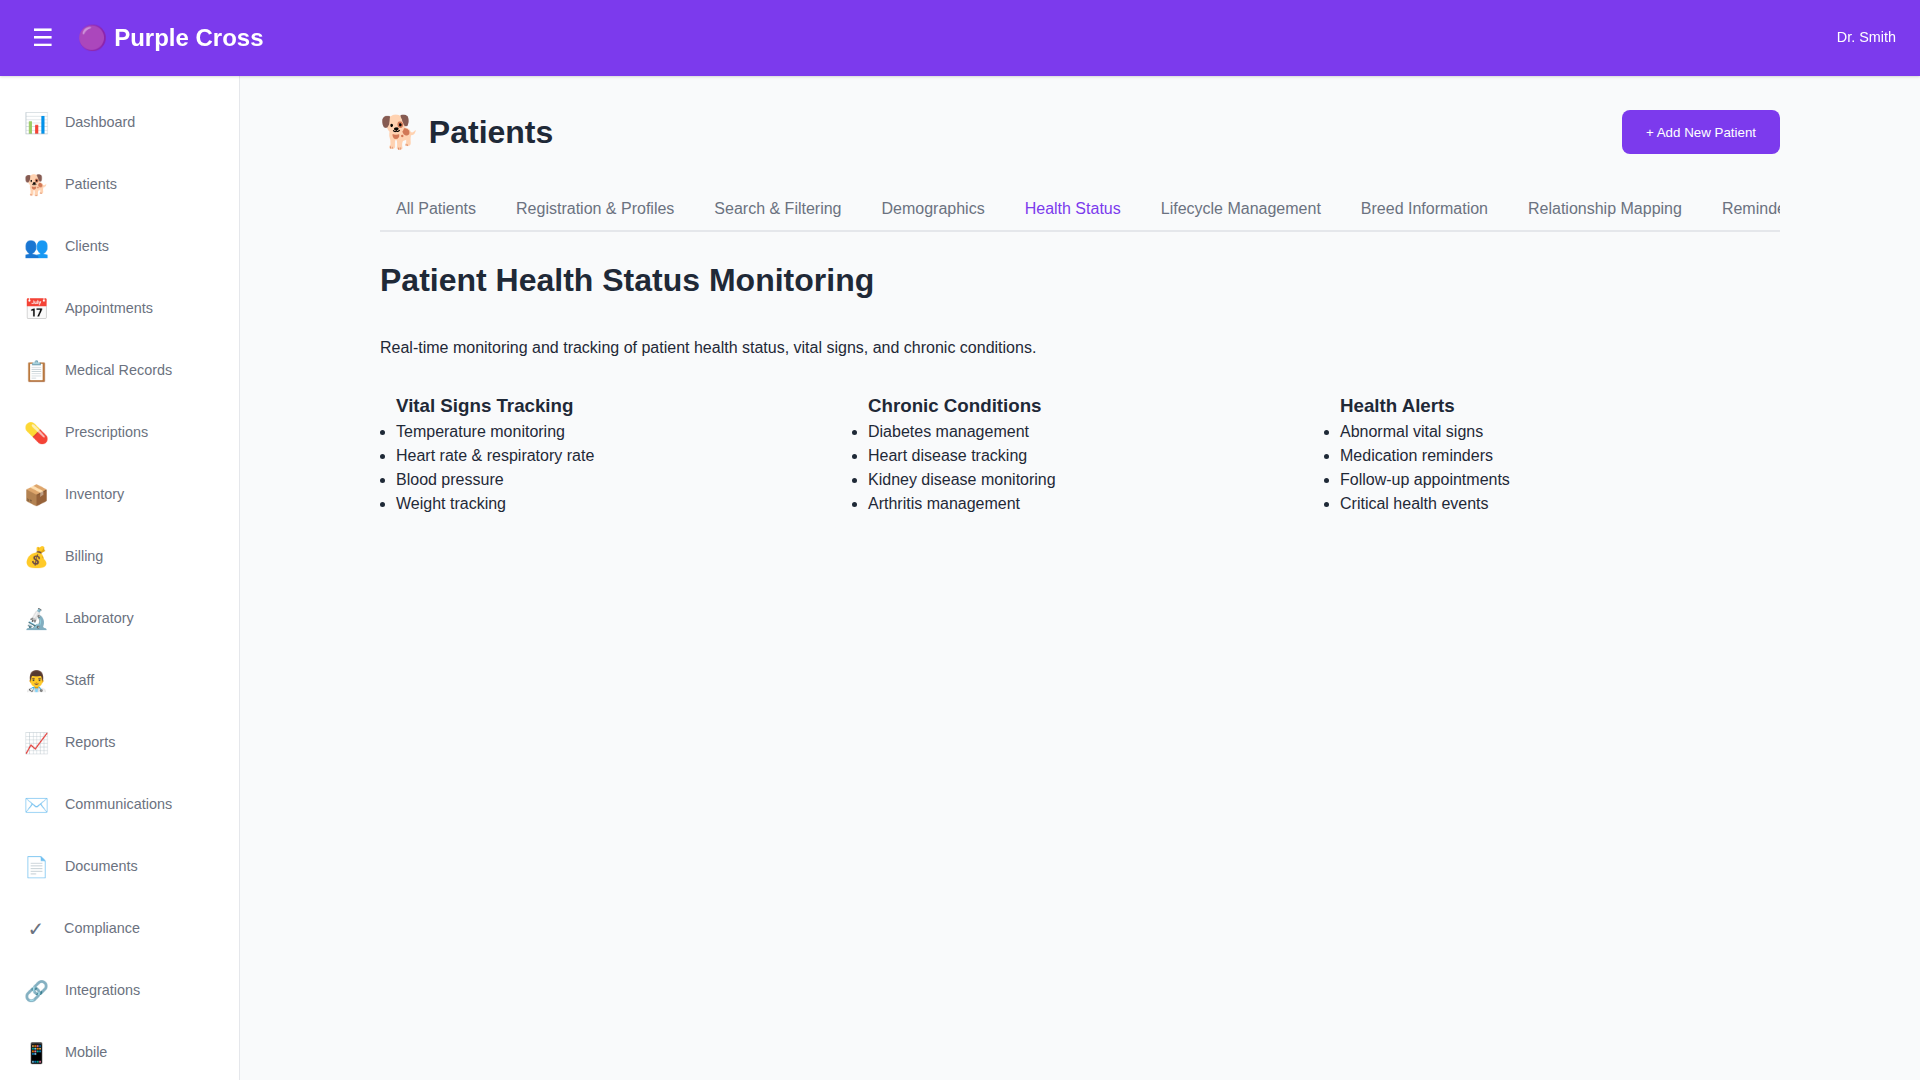 ☰ Purple Cross
Dr. Smith
Dashboard
Patients
Clients
Appointments
Medical Records
Prescriptions
Inventory
Billing
Laboratory
Staff
Reports
Communications
Documents
✓ Compliance
Integrations
Mobile
Patients
+ Add New Patient
All Patients Registration & Profiles Search & Filtering Demographics Health Status Lifecycle Management Breed Information Relationship Mapping
Patient Health Status Monitoring
Real-time monitoring and tracking of patient health status, vital signs, and chronic conditions.
Vital Signs Tracking
• Temperature monitoring
• Heart rate & respiratory rate
• Blood pressure
• Weight tracking
Chronic Conditions
• Diabetes management
• Heart disease tracking
• Kidney disease monitoring
• Arthritis management
Health Alerts
• Abnormal vital signs
• Medication reminders
• Follow-up appointments
• Critical health events